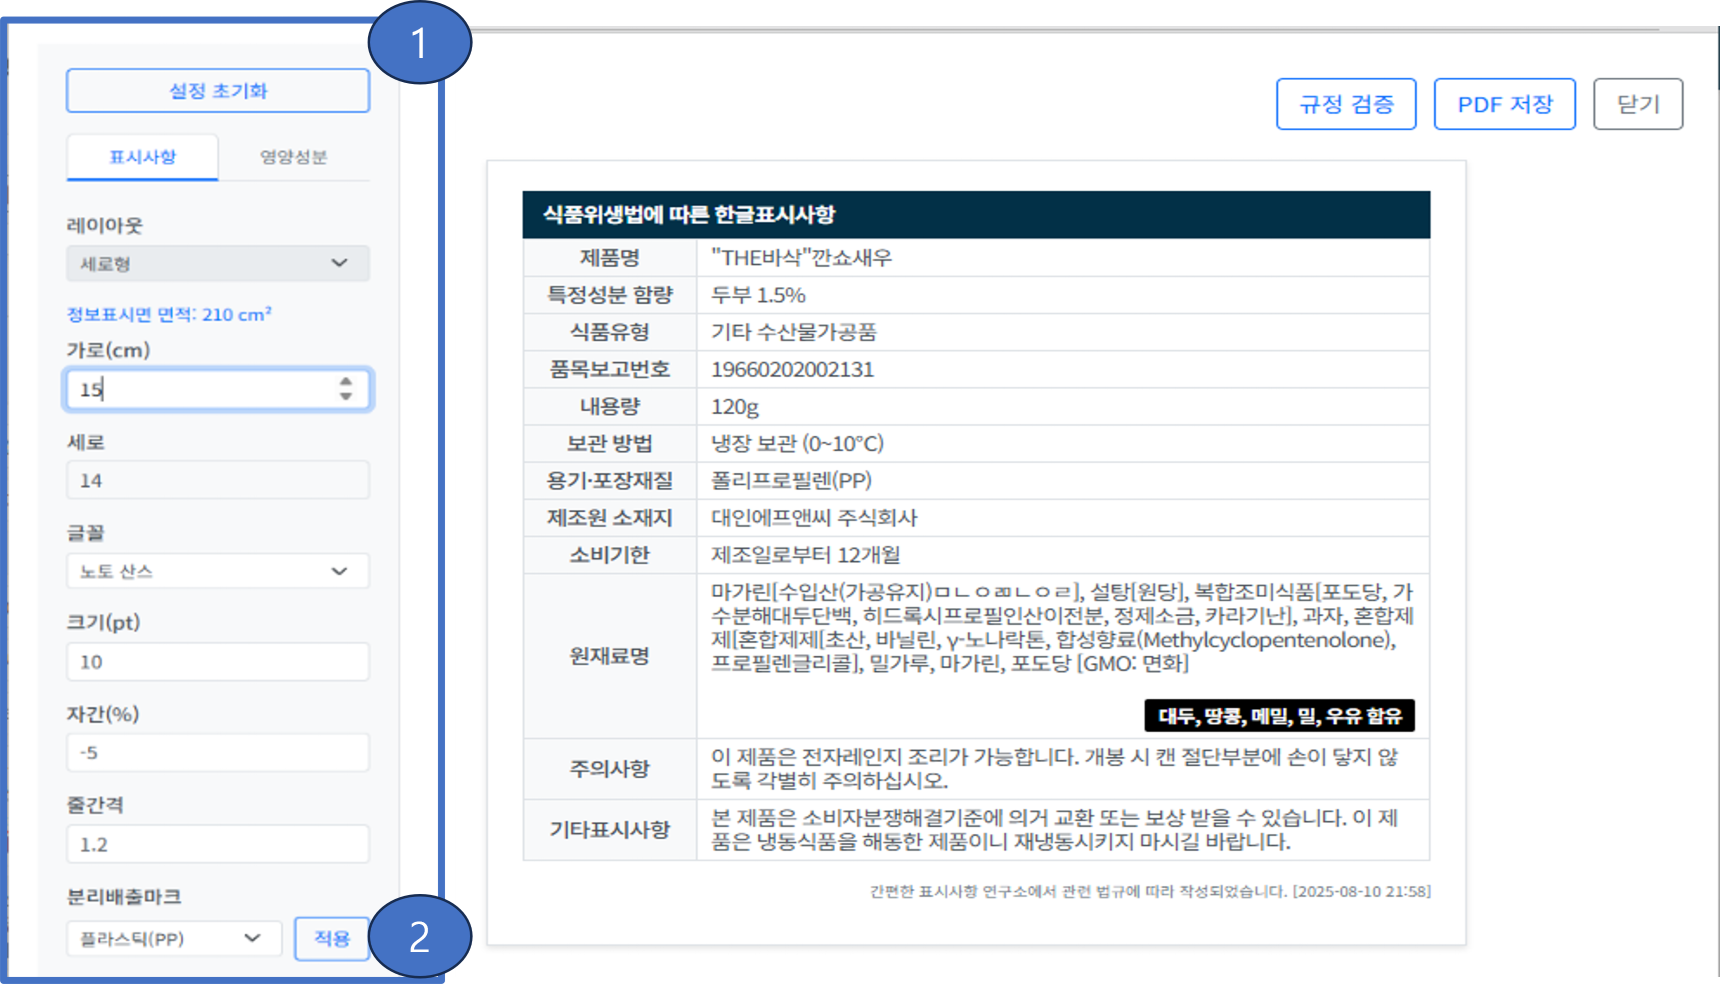 1
설정 초기화
표시사항 영양성분
레이아웃
세로형
정보표시면 면적: 210 cm²
가로(cm)
15
세로
14
글꼴
노토 산스
크기(pt)
10
자간(%)
-5
줄간격
1.2
분리배출마크
플라스틱(PP) 적용
2
규정 검증 PDF 저장 닫기
식품위생법에 따른 한글표시사항
제품명 "THE바삭"깐쇼새우
특정성분 함량 두부 1.5%
식품유형 기타 수산물가공품
품목보고번호 19660202002131
내용량 120g
보관 방법 냉장 보관 (0~10°C)
용기·포장재질 폴리프로필렌(PP)
제조원 소재지 대인에프앤씨 주식회사
소비기한 제조일로부터 12개월
원재료명
마가린[수입산(가공유지)ㅁㄴㅇㄻㄴㅇㄹ], 설탕[원당], 복합조미식품[포도당, 가
수분해대두단백, 히드록시프로필인산이전분, 정제소금, 카라기난], 과자, 혼합제
제[혼합제제[초산, 바닐린, γ-노나락톤, 합성향료(Methylcyclopentenolone),
프로필렌글리콜], 밀가루, 마가린, 포도당 [GMO: 면화]
대두, 땅콩, 메밀, 밀, 우유 함유
주의사항
이 제품은 전자레인지 조리가 가능합니다. 개봉 시 캔 절단부분에 손이 닿지 않
도록 각별히 주의하십시오.
기타표시사항
본 제품은 소비자분쟁해결기준에 의거 교환 또는 보상 받을 수 있습니다. 이 제
품은 냉동식품을 해동한 제품이니 재냉동시키지 마시길 바랍니다.
간편한 표시사항 연구소에서 관련 법규에 따라 작성되었습니다. [2025-08-10 21:58]